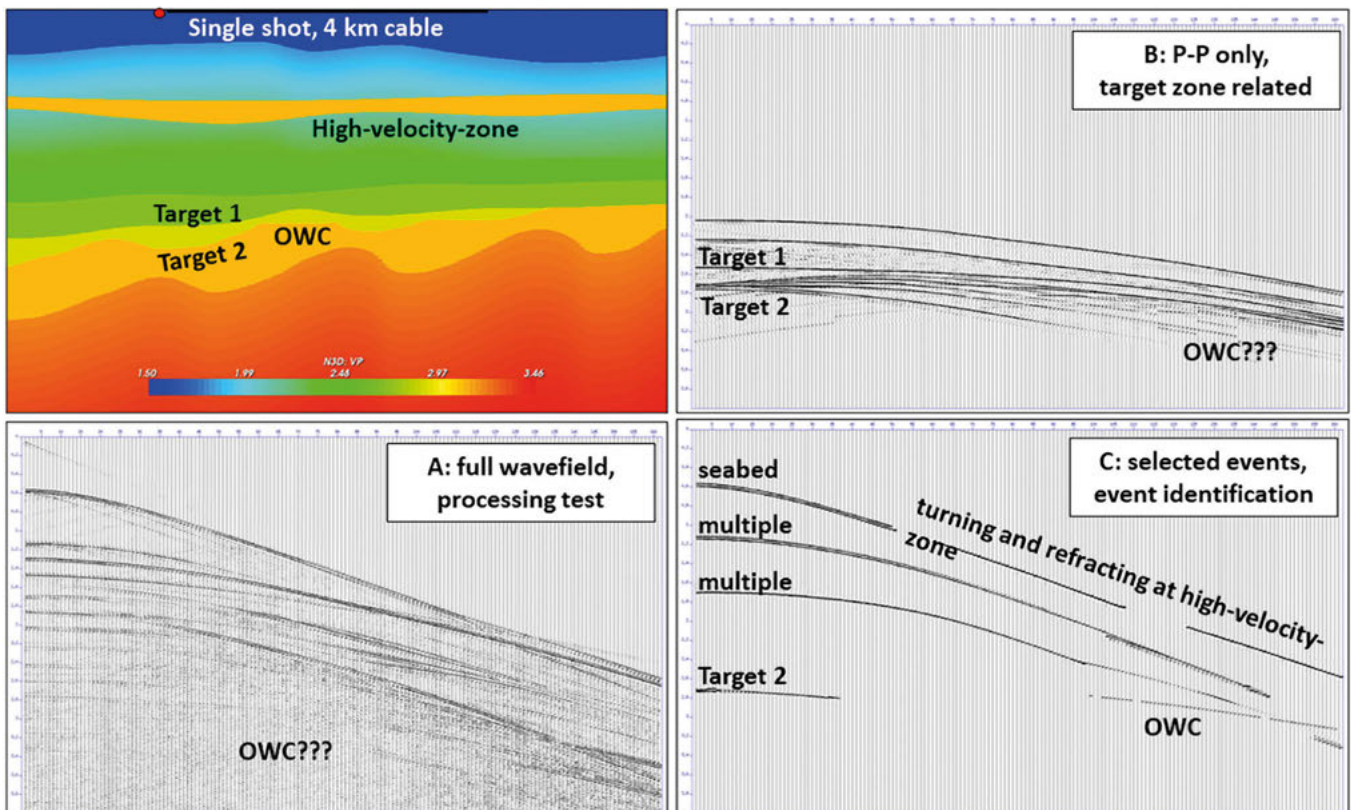 Single shot, 4 km cable
High-velocity-zone
Target 1
OWC
Target 2
N3D: VP
1.50 1.99 2.48 2.97 3.46
B: P-P only,
target zone related
Target 1
Target 2
OWC???
A: full wavefield,
processing test
OWC???
C: selected events,
event identification
seabed
turning and refracting at high-velocity-
zone
multiple
multiple
Target 2
OWC